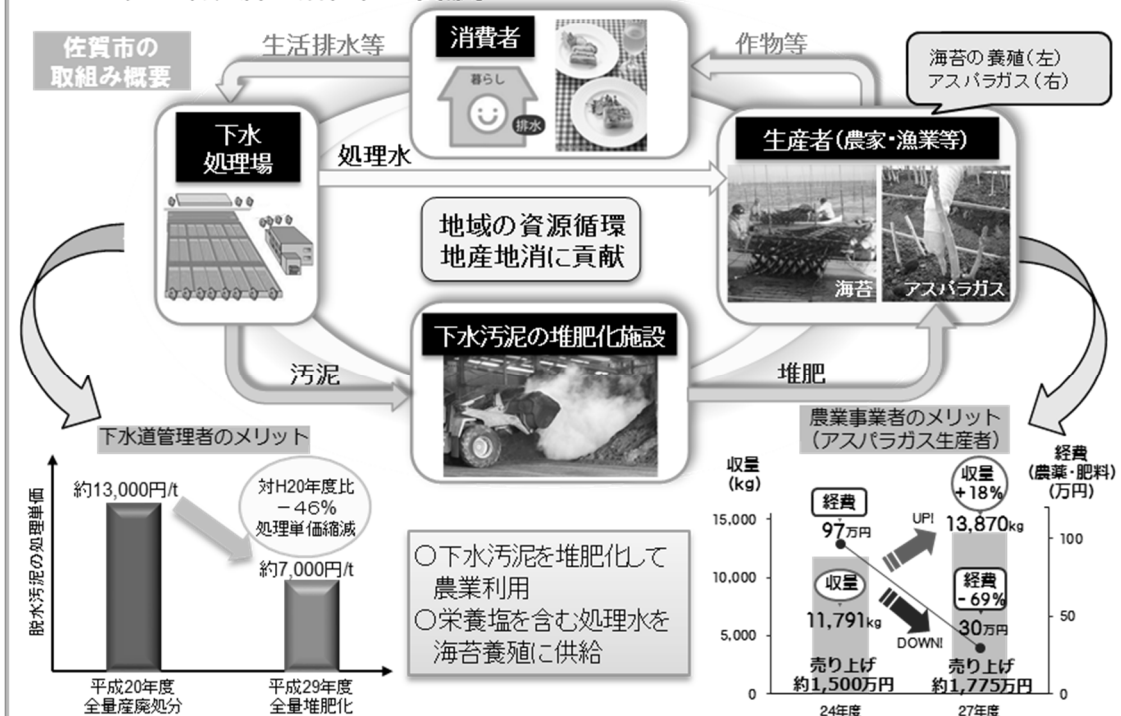 佐賀市の
取組み概要
生活排水等
消費者
暮らし
排水
作物等
海苔の養殖(左)
アスパラガス(右)
下水
処理場
処理水
生産者(農家・漁業等)
海苔
アスパラガス
地域の資源循環
地産地消に貢献
下水汚泥の堆肥化施設
汚泥
堆肥
下水道管理者のメリット
脱水汚泥の処理単価
約13,000円/t
対H20年度比
-46%
処理単価縮減
約7,000円/t
平成20年度
全量産廃処分
平成29年度
全量堆肥化
○下水汚泥を堆肥化して
農業利用
○栄養塩を含む処理水を
海苔養殖に供給
農業事業者のメリット
(アスパラガス生産者)
収量
(kg)
経費
(農薬・肥料)
(万円)
15,000
10,000
5,000
0
経費
97万円
収量
11,791kg
売り上げ
約1,500万円
24年度
UP!
DOWN!
収量
+18%
13,870kg
経費
-69%
30万円
売り上げ
約1,775万円
27年度
100
50
0